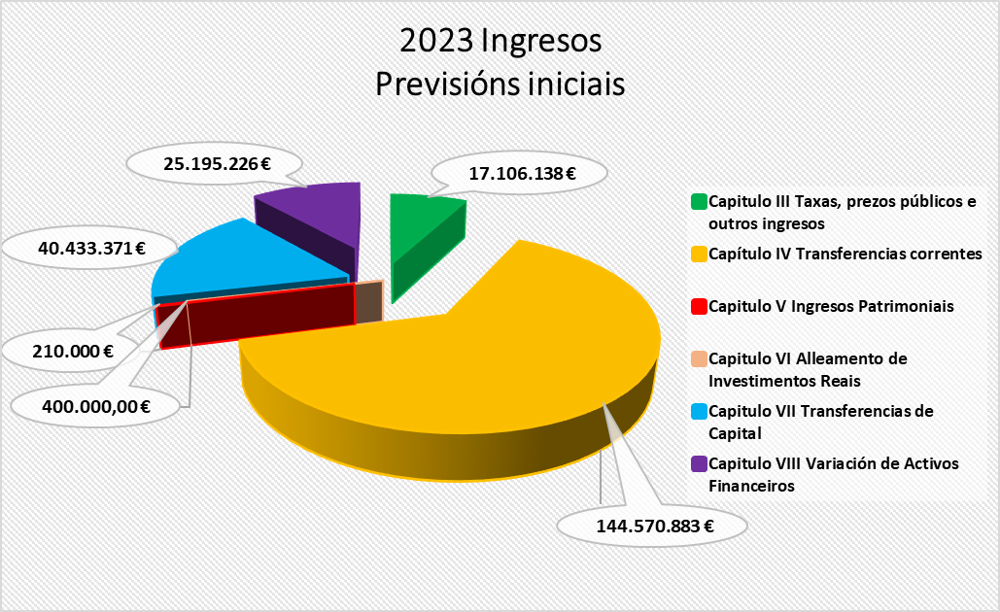 2023 Ingresos
Previsións iniciais
25.195.226 €
17.106.138 €
40.433.371 €
210.000 €
400.000,00 €
144.570.883 €
Capitulo III Taxas, prezos públicos e
outros ingresos
Capítulo IV Transferencias correntes
Capitulo V Ingresos Patrimoniais
Capitulo VI Alleamento de
Investimentos Reais
Capitulo VII Transferencias de
Capital
Capitulo VIII Variación de Activos
Financeiros